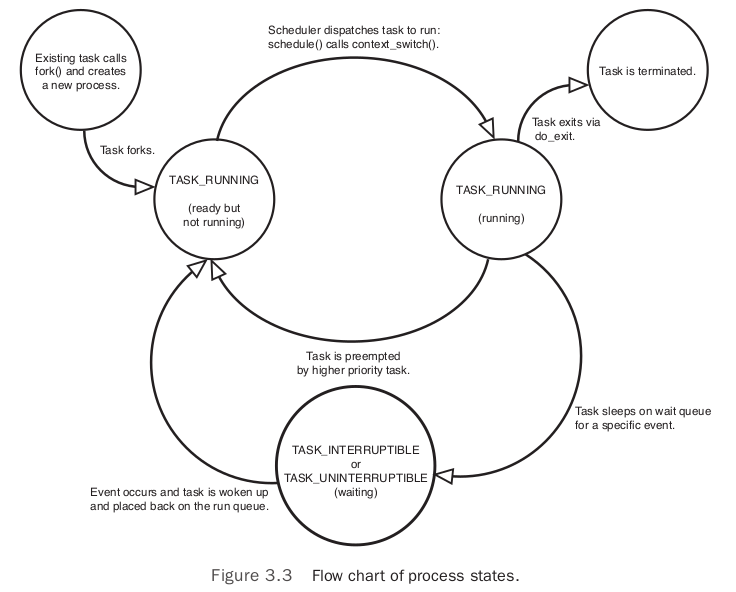 Scheduler dispatches task to run:
schedule() calls context_switch().
Existing task calls
fork() and creates
a new process.
Task is terminated.
Task exits via
do_exit.
Task forks.
TASK_RUNNING
(ready but
not running)
TASK_RUNNING
(running)
Task is preempted
by higher priority task.
Task sleeps on wait queue
for a specific event.
TASK_INTERRUPTIBLE
or
TASK_UNINTERRUPTIBLE
(waiting)
Event occurs and task is woken up
and placed back on the run queue.
Figure 3.3 Flow chart of process states.